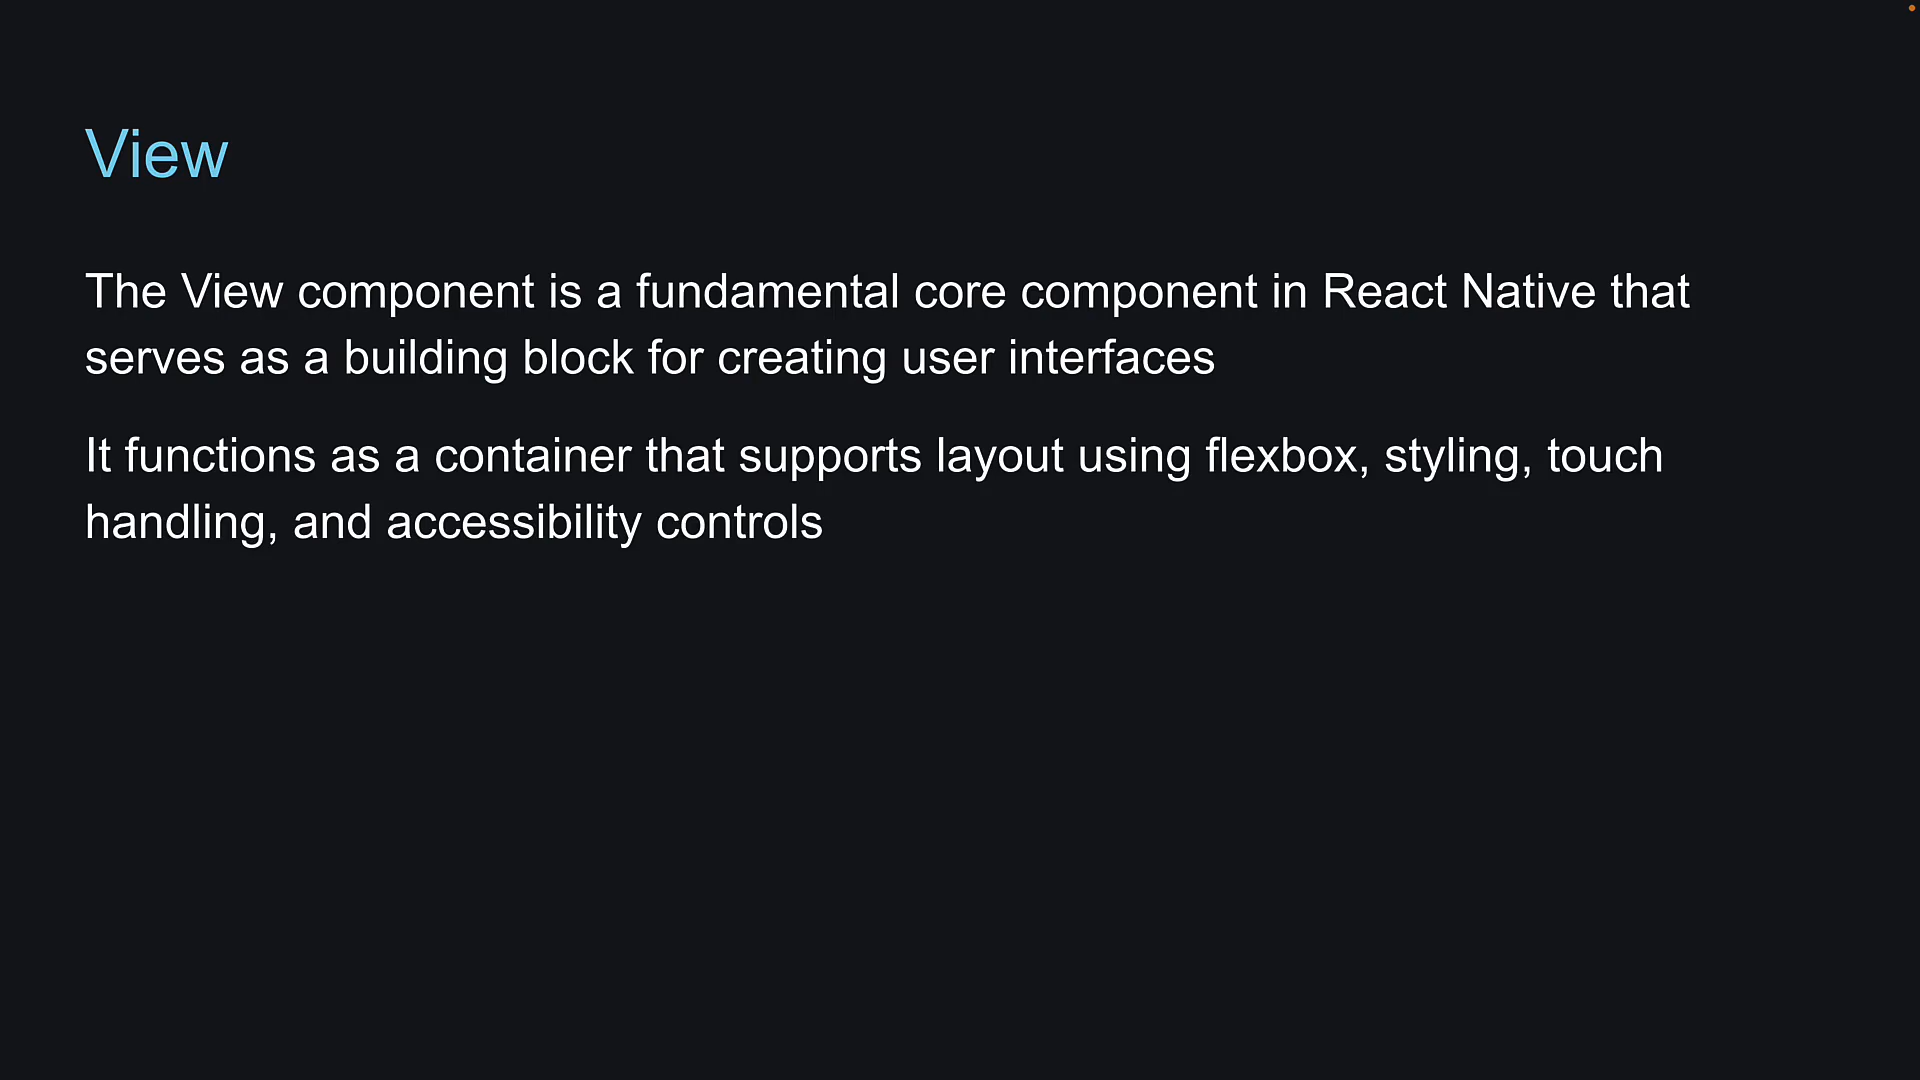 View
The View component is a fundamental core component in React Native that
serves as a building block for creating user interfaces
It functions as a container that supports layout using flexbox, styling, touch
handling, and accessibility controls